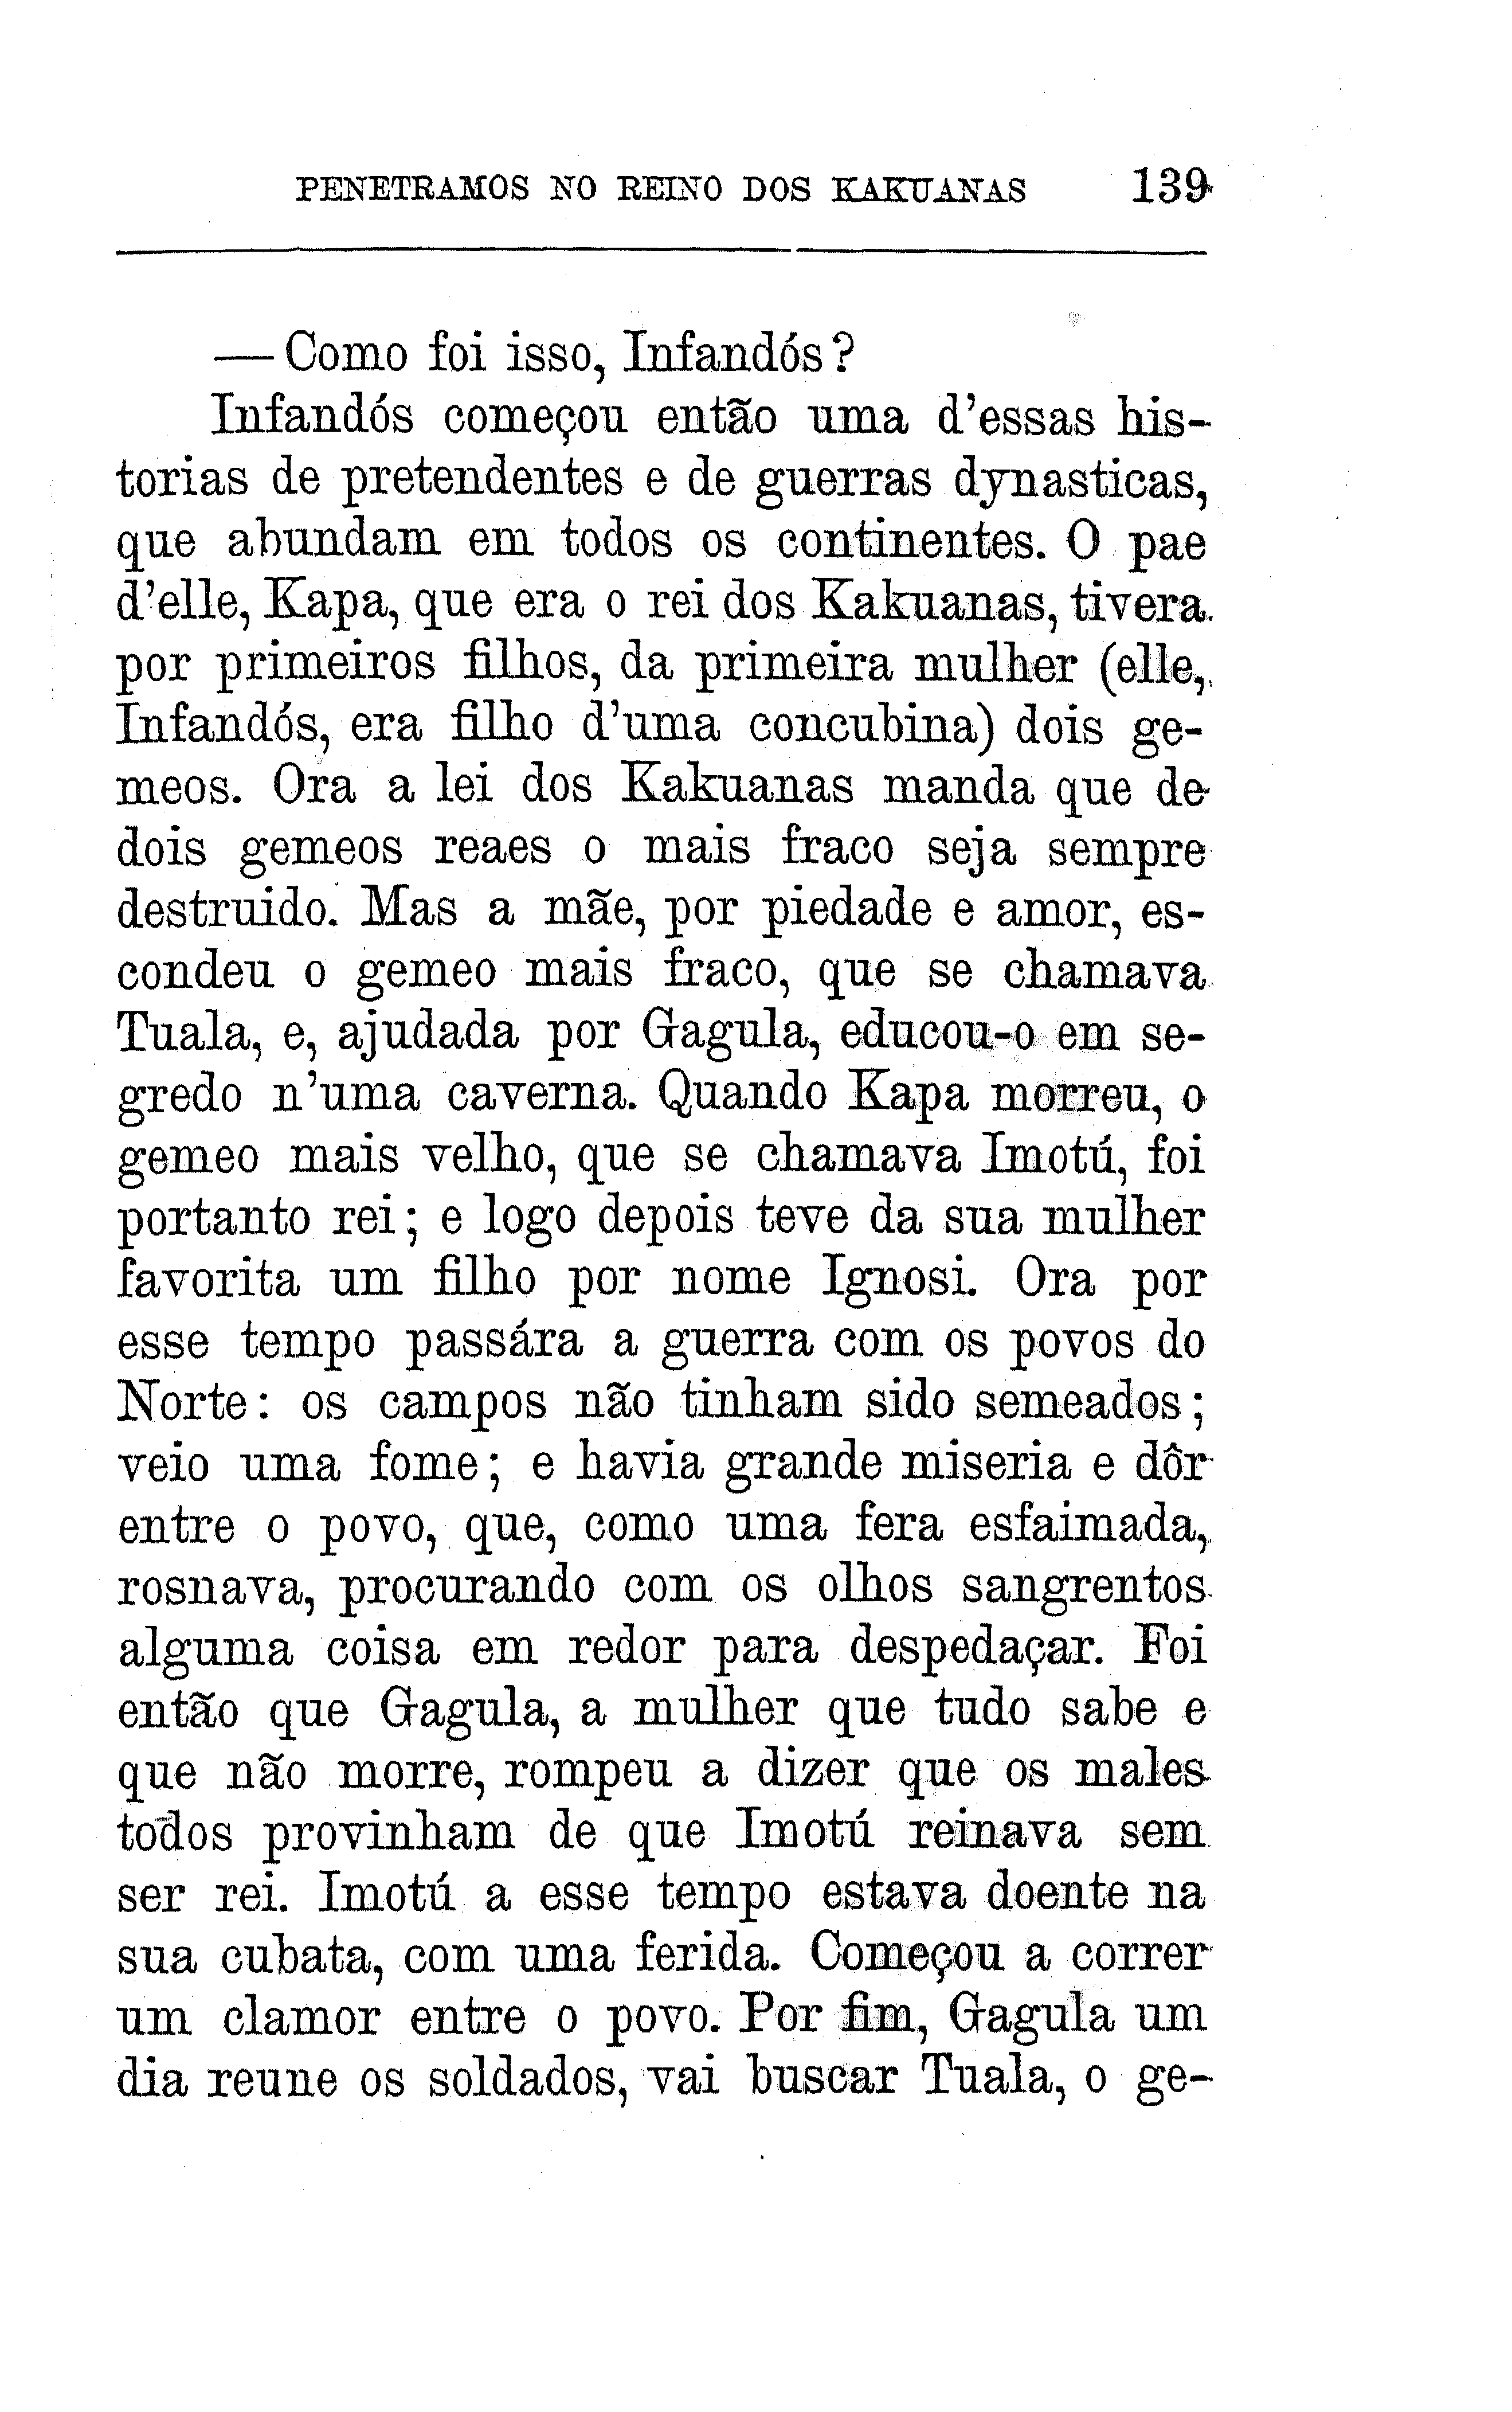 PENETRAMOS NO REINO DOS KAKUANAS 139
— Como foi isso, Infandós?
Infandós começou então uma d'essas his-
torias de pretendentes e de guerras dynasticas,
que abundam em todos os continentes. O pae
d'elle, Kapa, que era o rei dos Kakuanas, tivera
por primeiros filhos, da primeira mulher (elle,
Infandós, era filho d'uma concubina) dois ge-
meos. Ora a lei dos Kakuanas manda que de
dois gemeos reaes o mais fraco seja sempre
destruido. Mas a mãe, por piedade e amor, es-
condeu o gemeo mais fraco, que se chamava
Tuala, e, ajudada por Gagula, educou-o em se-
gredo n'uma caverna. Quando Kapa morreu, o
gemeo mais velho, que se chamava Imotú, foi
portanto rei; e logo depois teve da sua mulher
favorita um filho por nome Ignosi. Ora por
esse tempo passára a guerra com os povos do
Norte: os campos não tinham sido semeados;
veio uma fome; e havia grande miseria e dôr
entre o povo, que, como uma fera esfaimada,
rosnava, procurando com os olhos sangrentos
alguma coisa em redor para despedaçar. Foi
então que Gagula, a mulher que tudo sabe e
que não morre, rompeu a dizer que os males
todos provinham de que Imotú reinava sem
ser rei. Imotú a esse tempo estava doente na
sua cubata, com uma ferida. Começou a correr
um clamor entre o povo. Por fim, Gagula um
dia reune os soldados, vai buscar Tuala, o ge-